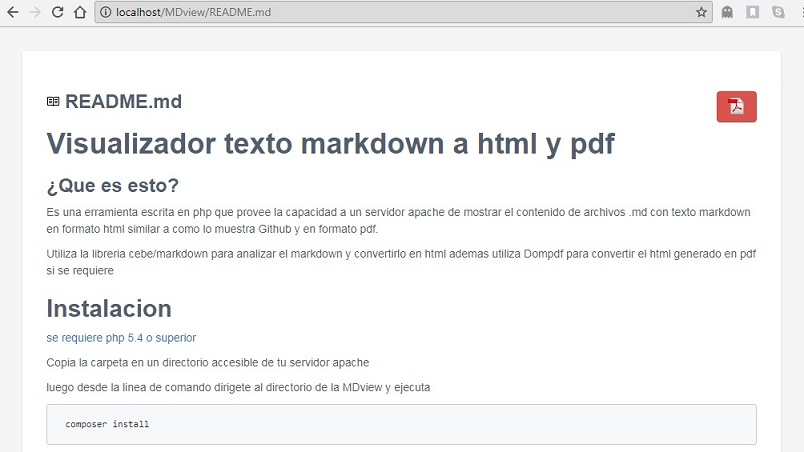 localhost/MDview/README.md
README.md
Visualizador texto markdown a html y pdf
¿Que es esto?
Es una erramienta escrita en php que provee la capacidad a un servidor apache de mostrar el contenido de archivos .md con texto markdown
en formato html similar a como lo muestra Github y en formato pdf.
Utiliza la libreria cebe/markdown para analizar el markdown y convertirlo en html ademas utiliza Dompdf para convertir el html generado en pdf
si se requiere
Instalacion
se requiere php 5.4 o superior
Copia la carpeta en un directorio accesible de tu servidor apache
luego desde la linea de comando dirigete al directorio de la MDview y ejecuta
composer install